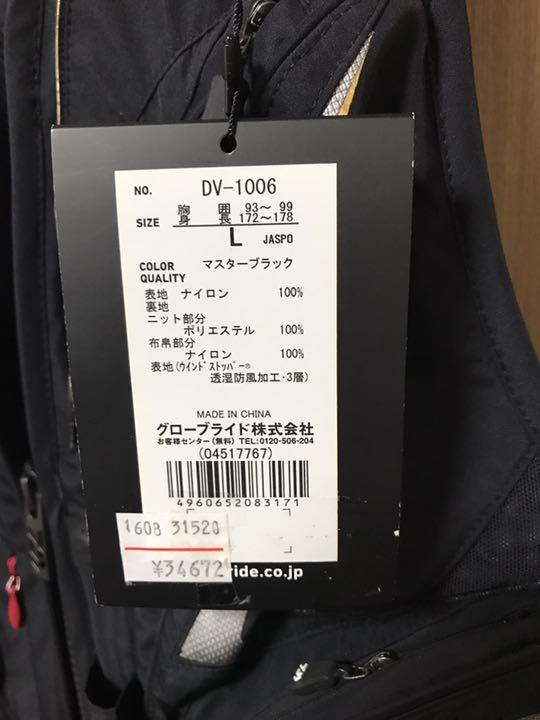 NO. DV-1006
SIZE 胸囲 93〜 99
身長 172〜178
L JASPO
COLOR マスターブラック
QUALITY
表地 ナイロン 100%
裏地
ニット部分
ポリエステル 100%
布帛部分
ナイロン 100%
表地(ウインドストッパー®
透湿防風加工・3層)
MADE IN CHINA
グローブライド株式会社
お客様センター(無料) TEL:0120-506-204
(04517767)
4960652083171
1608 31520
¥34672
ride.co.jp